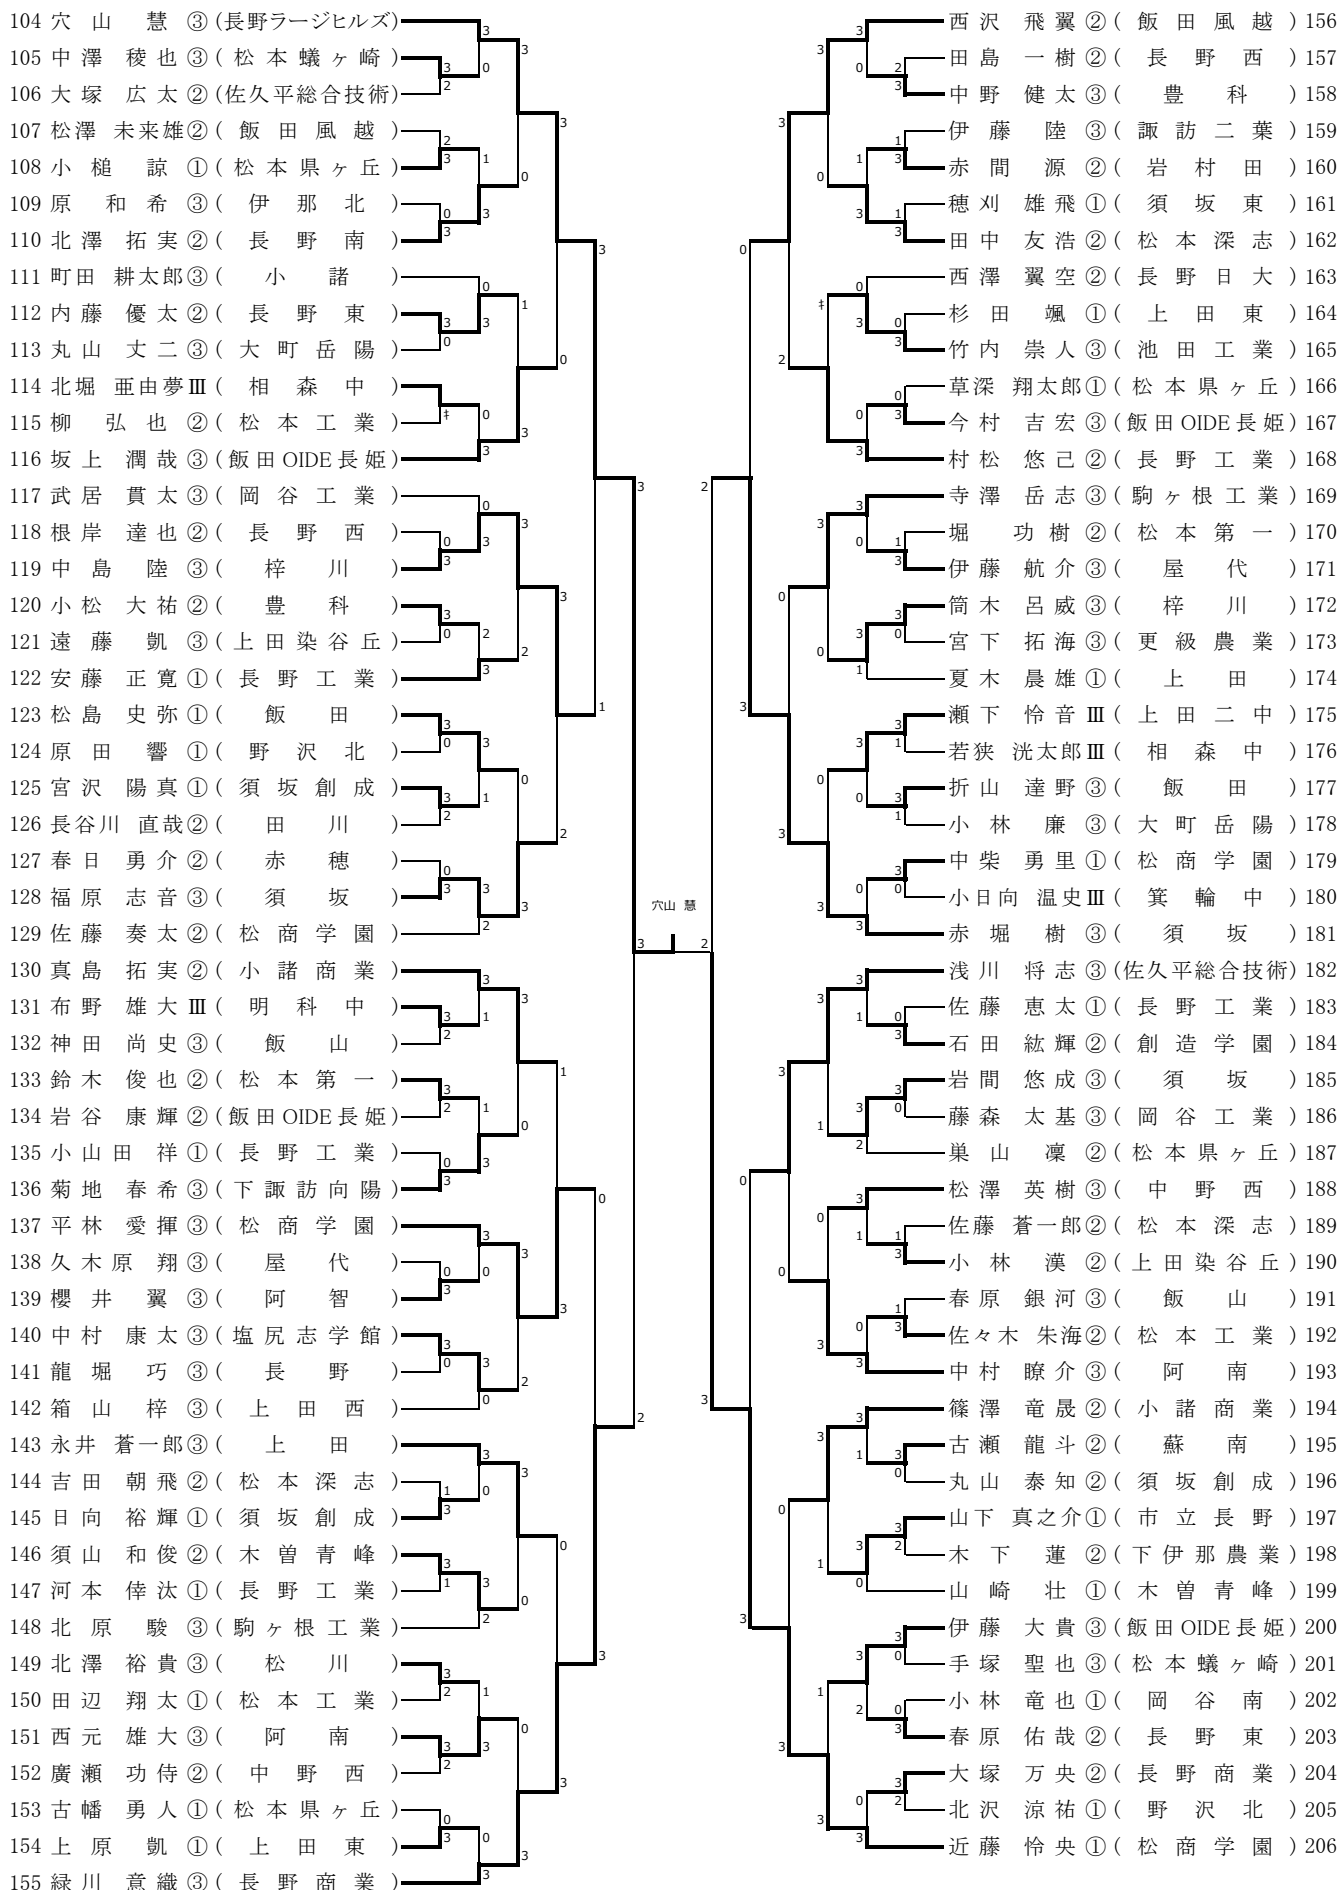 104 穴山 慧 ③ (長野ラージヒルズ)
105 中澤 稜也 ③ (松本蟻ヶ崎)
106 大塚 広太 ② (佐久平総合技術)
107 松澤 未来雄 ② (飯田風越)
108 小槌 諒 ① (松本県ヶ丘)
109 原 和希 ③ (伊那北)
110 北澤 拓実 ② (長野南)
111 町田 耕太郎 ③ (小諸)
112 内藤 優太 ② (長野東)
113 丸山 丈二 ③ (大町岳陽)
114 北堀 亜由夢 Ⅲ (相森中)
115 柳 弘也 ② (松本工業)
116 坂上 潤哉 ③ (飯田OIDE長姫)
117 武居 貫太 ③ (岡谷工業)
118 根岸 達也 ② (長野西)
119 中島 陸 ③ (梓川)
120 小松 大祐 ② (豊科)
121 遠藤 凱 ③ (上田染谷丘)
122 安藤 正寛 ① (長野工業)
123 松島 史弥 ① (飯田)
124 原田 響 ① (野沢北)
125 宮沢 陽真 ① (須坂創成)
126 長谷川 直哉 ② (田川)
127 春日 勇介 ② (赤穂)
128 福原 志音 ③ (須坂)
129 佐藤 奏太 ② (松商学園)
130 真島 拓実 ② (小諸商業)
131 布野 雄大 Ⅲ (明科中)
132 神田 尚史 ③ (飯山)
133 鈴木 俊也 ② (松本第一)
134 岩谷 康輝 ② (飯田OIDE長姫)
135 小山田 祥 ① (長野工業)
136 菊地 春希 ③ (下諏訪向陽)
137 平林 愛揮 ③ (松商学園)
138 久木原 翔 ③ (屋代)
139 櫻井 翼 ③ (阿智)
140 中村 康太 ③ (塩尻志学館)
141 龍堀 巧 ③ (長野)
142 箱山 梓 ③ (上田西)
143 永井 蒼一郎 ③ (上田)
144 吉田 朝飛 ② (松本深志)
145 日向 裕輝 ① (須坂創成)
146 須山 和俊 ② (木曽青峰)
147 河本 倖汰 ① (長野工業)
148 北原 駿 ③ (駒ヶ根工業)
149 北澤 裕貴 ③ (松川)
150 田辺 翔太 ① (松本工業)
151 西元 雄大 ③ (阿南)
152 廣瀬 功侍 ② (中野西)
153 古幡 勇人 ① (松本県ヶ丘)
154 上原 凱 ① (上田東)
155 緑川 意織 ③ (長野商業)
穴山 慧
西沢 飛翼 ② (飯田風越) 156
田島 一樹 ② (長野西) 157
中野 健太 ③ (豊科) 158
伊藤 陸 ③ (諏訪二葉) 159
赤間 源 ② (岩村田) 160
穂刈 雄飛 ① (須坂東) 161
田中 友浩 ② (松本深志) 162
西澤 翼空 ② (長野日大) 163
杉田 颯 ① (上田東) 164
竹内 崇人 ③ (池田工業) 165
草深 翔太郎 ① (松本県ヶ丘) 166
今村 吉宏 ③ (飯田OIDE長姫) 167
村松 悠己 ② (長野工業) 168
寺澤 岳志 ③ (駒ヶ根工業) 169
堀 功樹 ② (松本第一) 170
伊藤 航介 ③ (屋代) 171
筒木 呂威 ③ (梓川) 172
宮下 拓海 ③ (更級農業) 173
夏木 晨雄 ① (上田) 174
瀬下 怜音 Ⅲ (上田二中) 175
若狭 洸太郎 Ⅲ (相森中) 176
折山 達野 ③ (飯田) 177
小林 廉 ③ (大町岳陽) 178
中柴 勇里 ① (松商学園) 179
小日向 温史 Ⅲ (箕輪中) 180
赤堀 樹 ③ (須坂) 181
浅川 将志 ③ (佐久平総合技術) 182
佐藤 恵太 ① (長野工業) 183
石田 紘輝 ② (創造学園) 184
岩間 悠成 ③ (須坂) 185
藤森 太基 ③ (岡谷工業) 186
巣山 凜 ② (松本県ヶ丘) 187
松澤 英樹 ③ (中野西) 188
佐藤 蒼一郎 ② (松本深志) 189
小林 漢 ② (上田染谷丘) 190
春原 銀河 ③ (飯山) 191
佐々木 朱海 ② (松本工業) 192
中村 瞭介 ③ (阿南) 193
篠澤 竜晟 ② (小諸商業) 194
古瀬 龍斗 ② (蘇南) 195
丸山 泰知 ② (須坂創成) 196
山下 真之介 ① (市立長野) 197
木下 蓮 ② (下伊那農業) 198
山崎 壮 ① (木曽青峰) 199
伊藤 大貴 ③ (飯田OIDE長姫) 200
手塚 聖也 ③ (松本蟻ヶ崎) 201
小林 竜也 ① (岡谷南) 202
春原 佑哉 ② (長野東) 203
大塚 万央 ② (長野商業) 204
北沢 涼祐 ① (野沢北) 205
近藤 怜央 ① (松商学園) 206